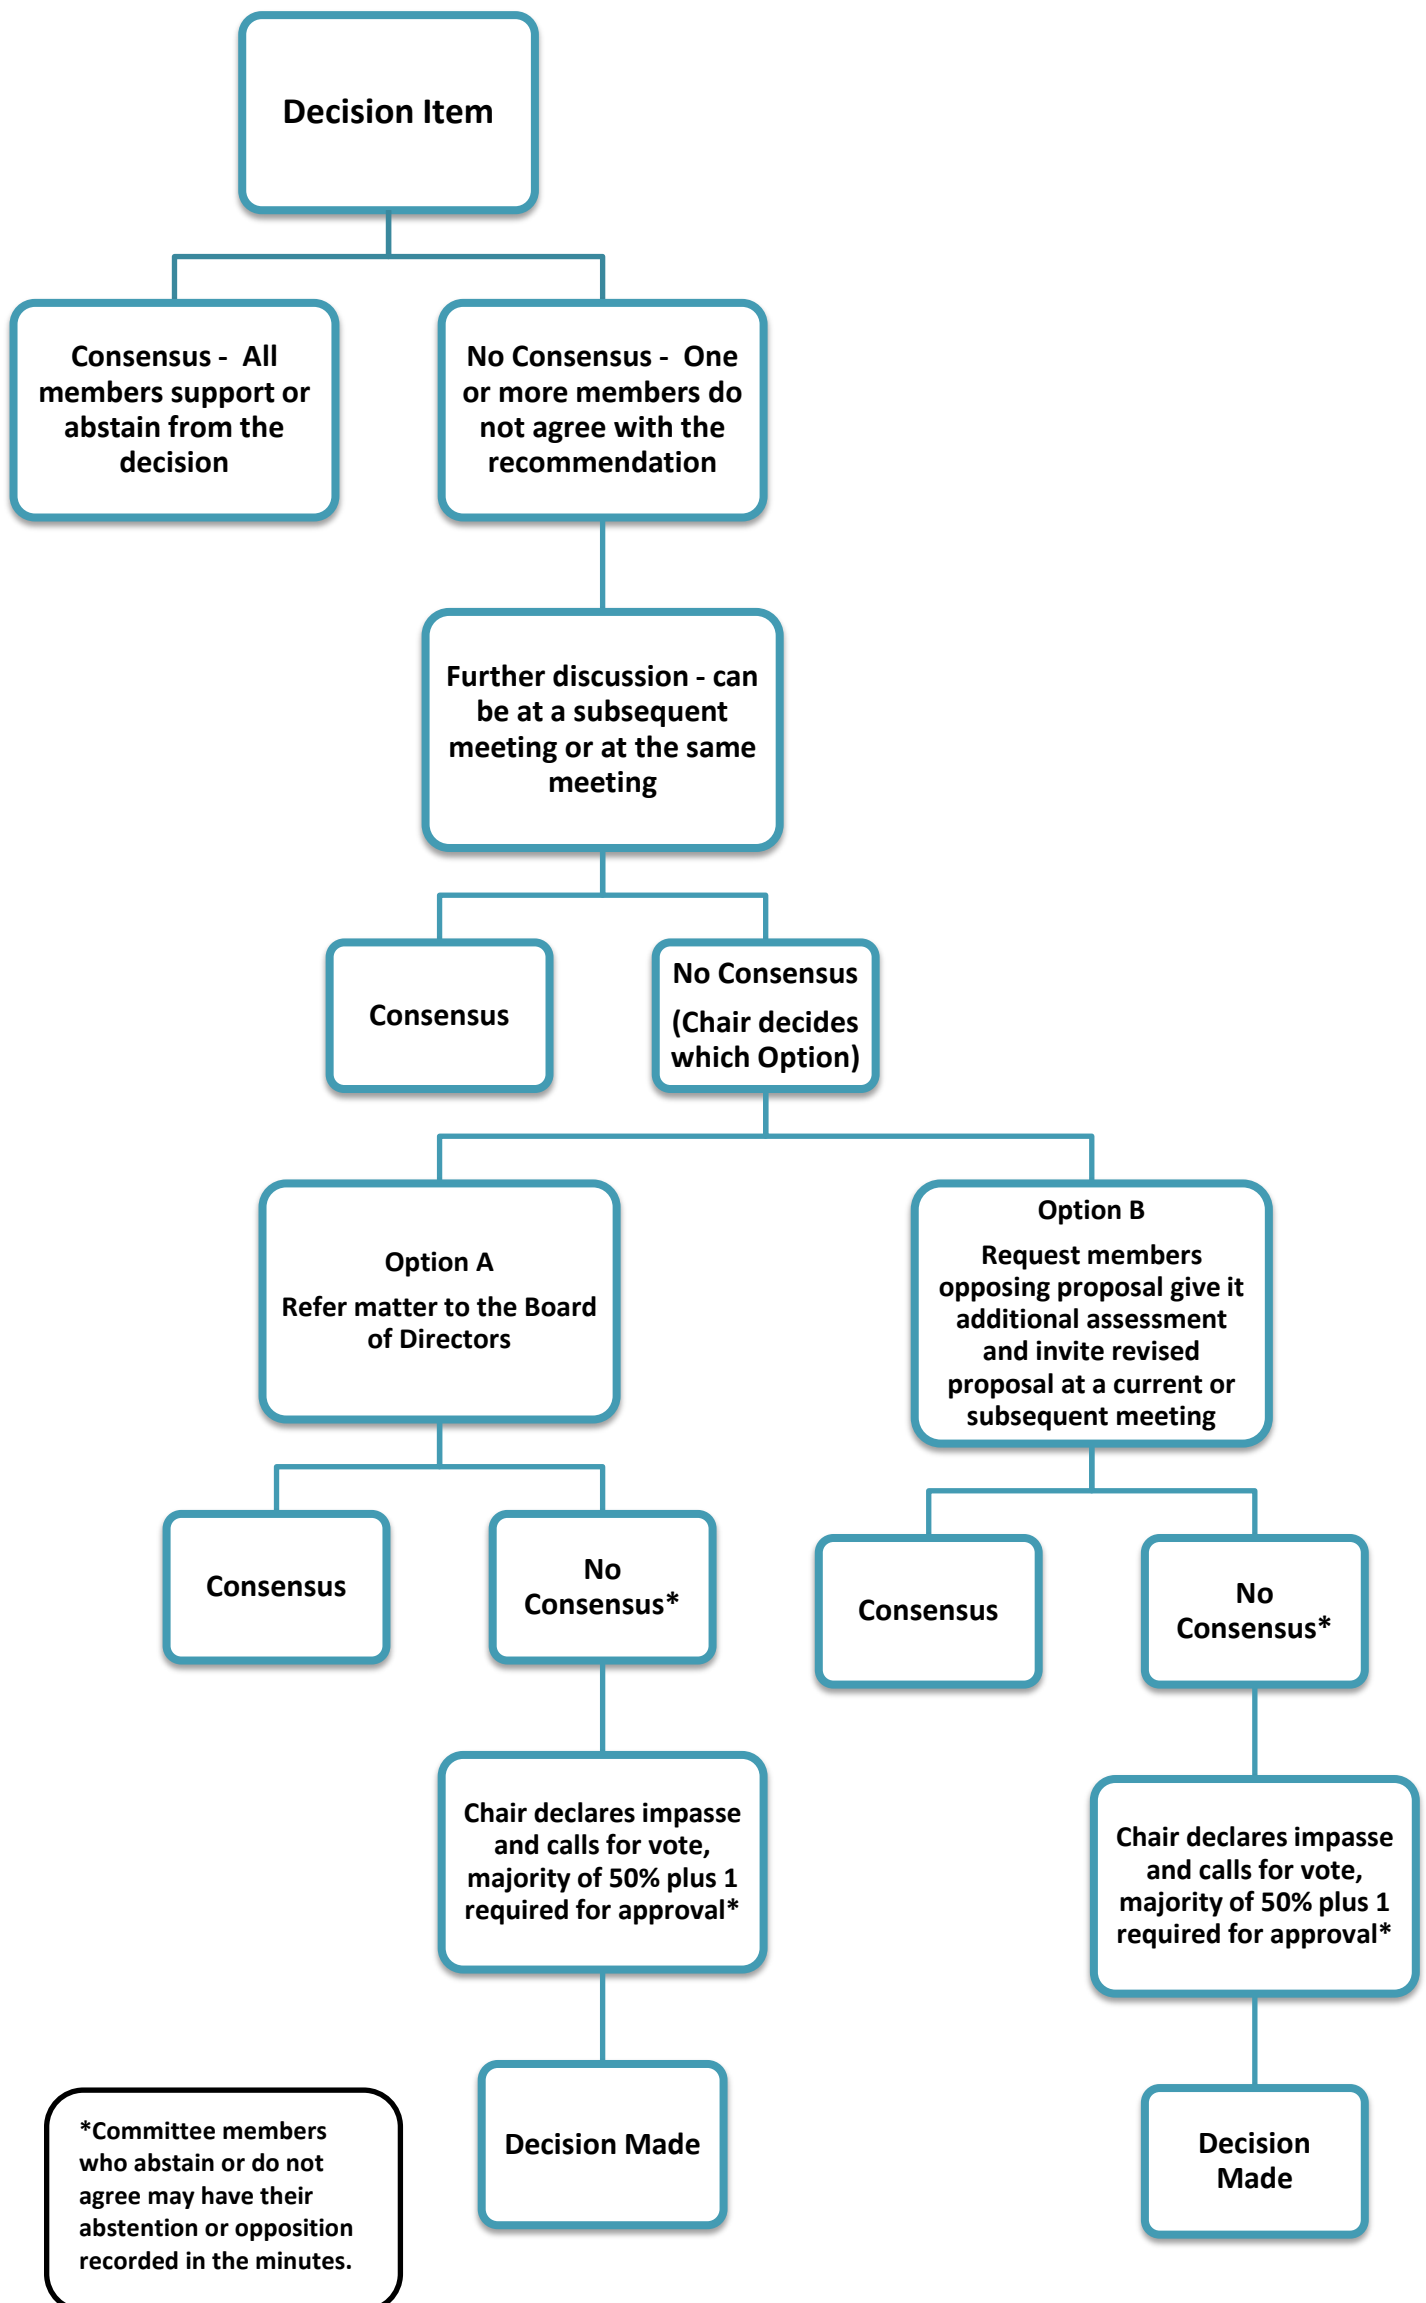 Decision Item
Consensus - All
members support or
abstain from the
decision
No Consensus - One
or more members do
not agree with the
recommendation
Further discussion - can
be at a subsequent
meeting or at the same
meeting
Consensus
No Consensus
(Chair decides
which Option)
Option A
Refer matter to the Board
of Directors
Option B
Request members
opposing proposal give it
additional assessment
and invite revised
proposal at a current or
subsequent meeting
Consensus
No
Consensus*
Consensus
No
Consensus*
Chair declares impasse
and calls for vote,
majority of 50% plus 1
required for approval*
Chair declares impasse
and calls for vote,
majority of 50% plus 1
required for approval*
Decision Made
Decision
Made
*Committee members
who abstain or do not
agree may have their
abstention or opposition
recorded in the minutes.